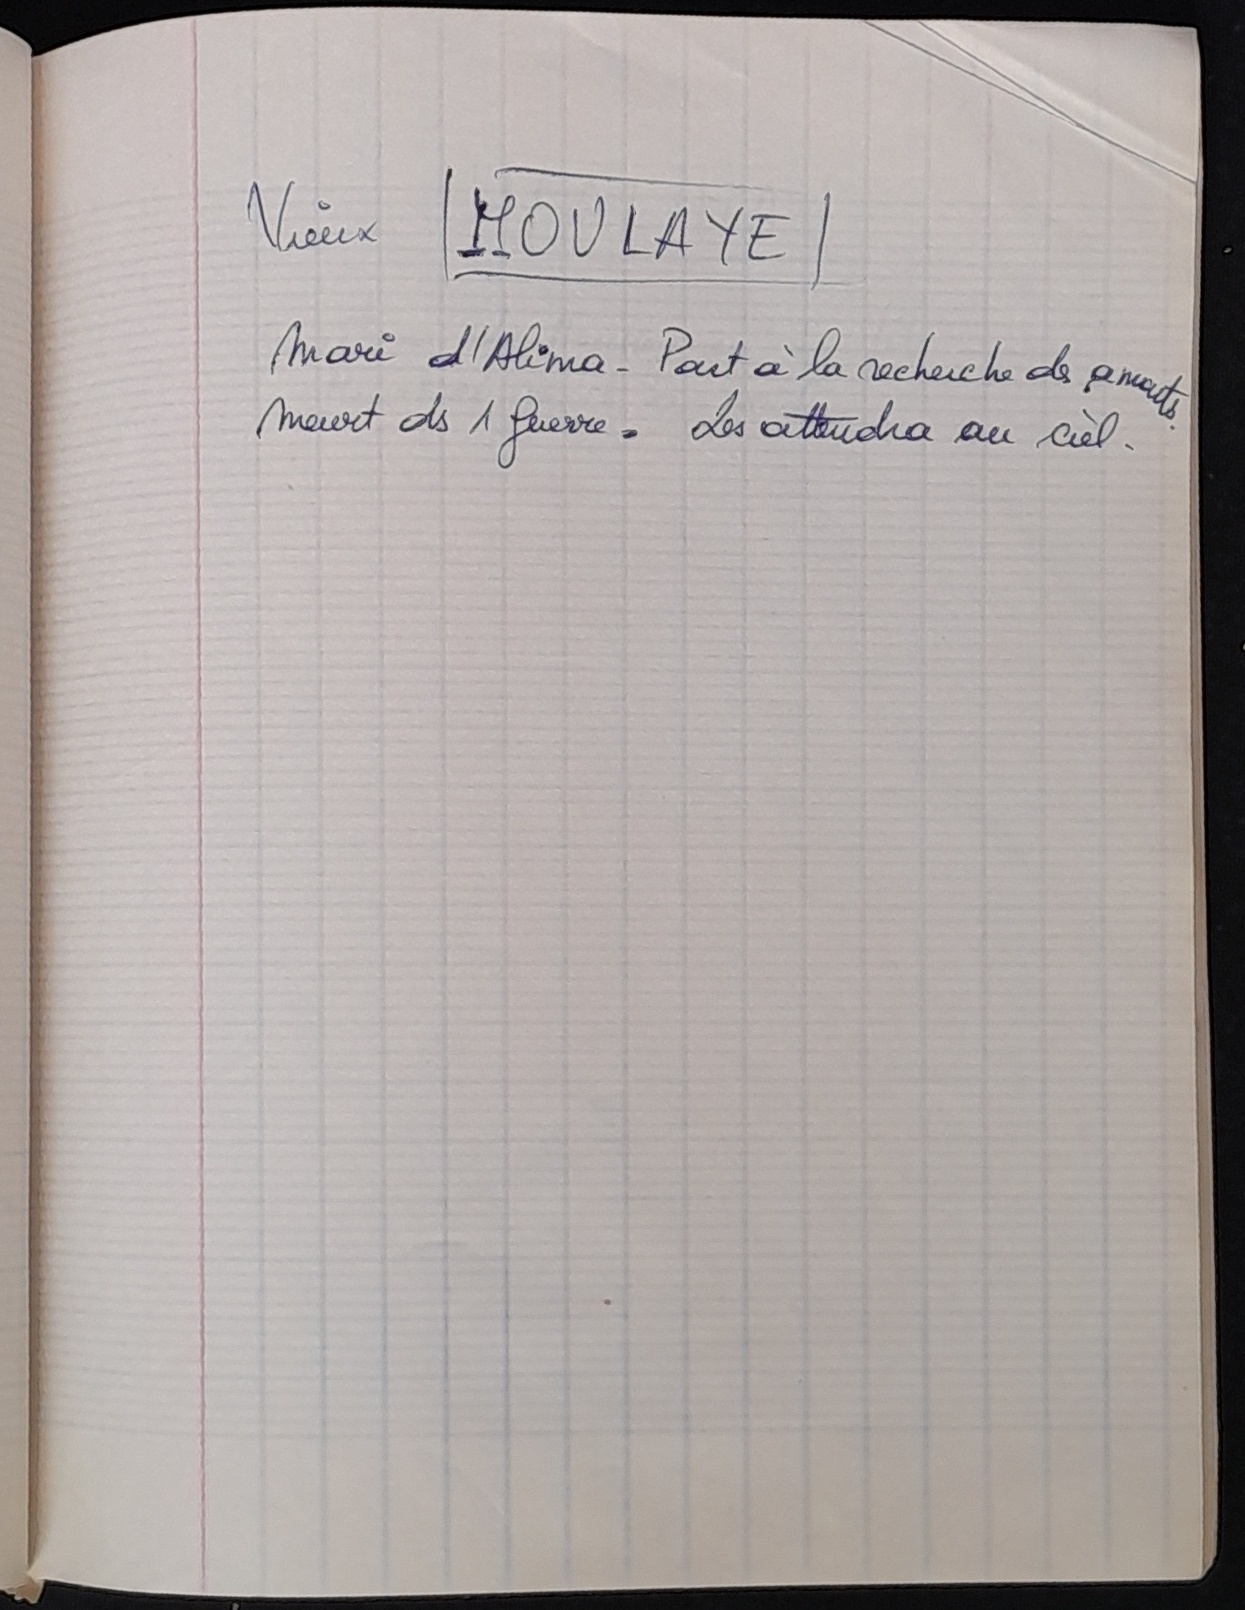 Vieux MOULAYE
Mari d'Alima - Part à la recherche des amants.
Meurt ds 1 guerre. Les attendra au ciel.